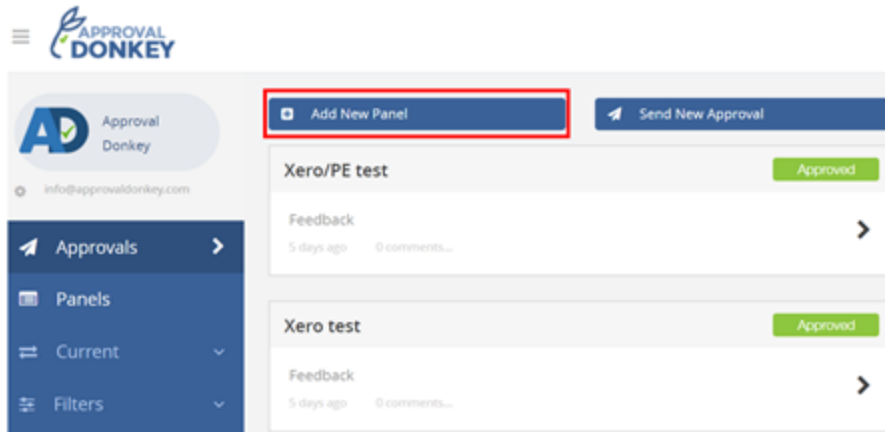 APPROVAL
DONKEY
Approval
Donkey
info@approvaldonkey.com
Approvals
Panels
Current
Filters
Add New Panel
Send New Approval
Xero/PE test
Approved
Feedback
5 days ago 0 comments...
Xero test
Approved
Feedback
5 days ago 0 comments...